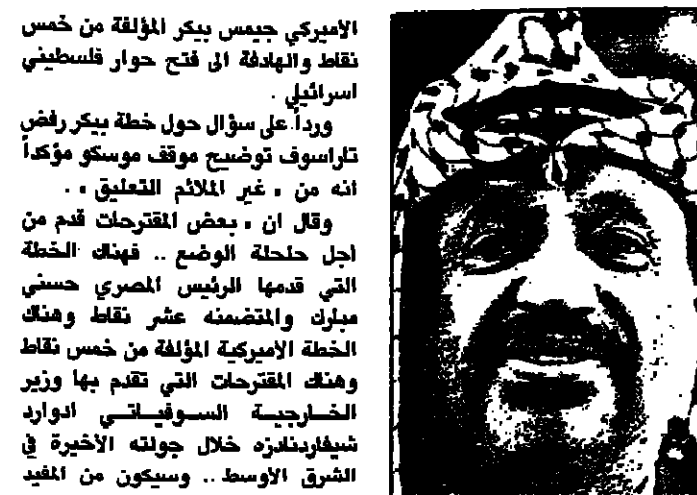 الاميركي جيمس بيكر المؤلفة من خمس
نقاط والهادفة الى فتح حوار فلسطيني
اسرائيلي .
ورداً على سؤال حول خطة بيكر رفض
تاراسوف توضيح موقف موسكو مؤكداً
انه من « غير الملائم التعليق » .
وقال ان « بعض المقترحات قدم من
اجل حلحلة الوضع .. فهناك الخطة
التي قدمها الرئيس المصري حسني
مبارك والمتضمنه عشر نقاط وهناك
الخطة الاميركية المؤلفة من خمس نقاط
وهناك المقترحات التي تقدم بها وزير
الخارجية السوفياتي ادوارد
شيفاردنادزه خلال جولته الأخيرة في
الشرق الأوسط .. وسيكون من المفيد